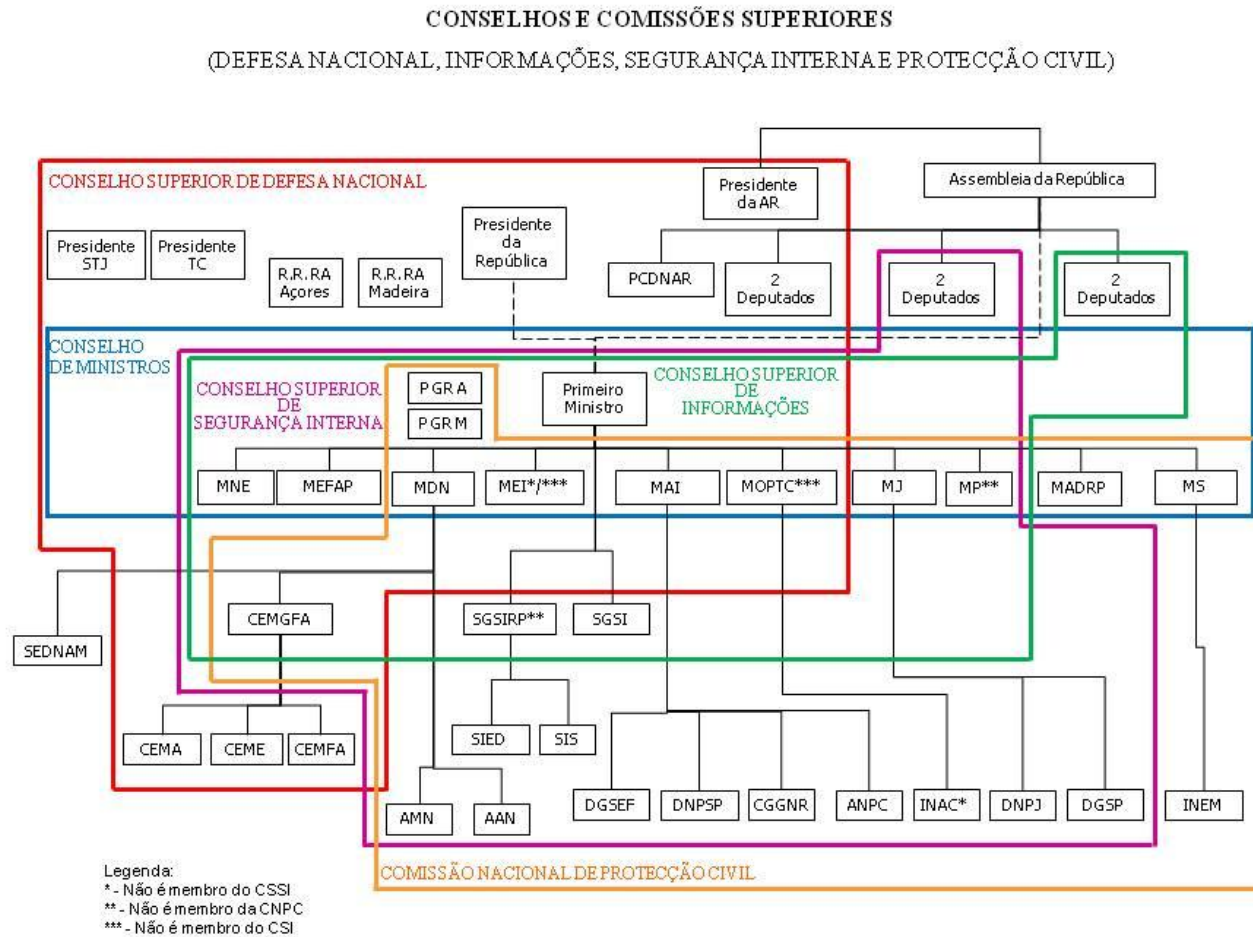 CONSELHOS E COMISSÕES SUPERIORES
(DEFESA NACIONAL, INFORMAÇÕES, SEGURANÇA INTERNA E PROTECÇÃO CIVIL)
CONSELHO SUPERIOR DE DEFESA NACIONAL
Presidente
da AR
Assembleia da República
Presidente
STJ
Presidente
TC
Presidente
da
República
R.R.RA
Açores
R.R.RA
Madeira
PCDNAR
2
Deputados
2
Deputados
2
Deputados
CONSELHO
DE MINISTROS
CONSELHO SUPERIOR
DE
SEGURANÇA INTERNA
PGRA
PGRM
Primeiro
Ministro
CONSELHO SUPERIOR
DE
INFORMAÇÕES
MNE
MEFAP
MDN
MEI*/***
MAI
MOPTC***
MJ
MP**
MADRP
MS
CEMGFA
SGSIRP**
SGSI
SEDNAM
CEMA
CEME
CEMFA
SIED
SIS
AMN
AAN
DGSEF
DNPSP
CGGNR
ANPC
INAC*
DNPJ
DGSP
INEM
COMISSÃO NACIONAL DE PROTECÇÃO CIVIL
Legenda:
* - Não é membro do CSSI
** - Não é membro da CNPC
*** - Não é membro do CSI